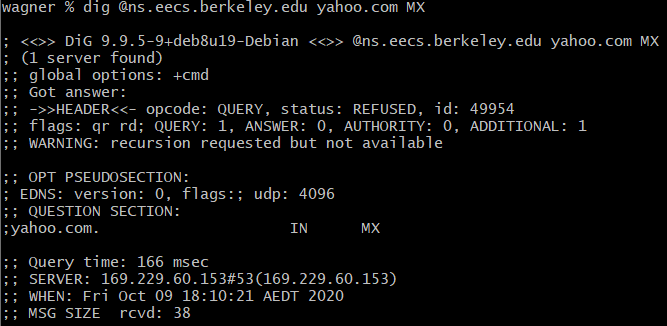 wagner % dig @ns.eecs.berkeley.edu yahoo.com MX
; <<>> DiG 9.9.5-9+deb8u19-Debian <<>> @ns.eecs.berkeley.edu yahoo.com MX
; (1 server found)
;; global options: +cmd
;; Got answer:
;; ->>HEADER<<- opcode: QUERY, status: REFUSED, id: 49954
;; flags: qr rd; QUERY: 1, ANSWER: 0, AUTHORITY: 0, ADDITIONAL: 1
;; WARNING: recursion requested but not available
;; OPT PSEUDOSECTION:
; EDNS: version: 0, flags:; udp: 4096
;; QUESTION SECTION:
;yahoo.com. IN MX
;; Query time: 166 msec
;; SERVER: 169.229.60.153#53(169.229.60.153)
;; WHEN: Fri Oct 09 18:10:21 AEDT 2020
;; MSG SIZE rcvd: 38